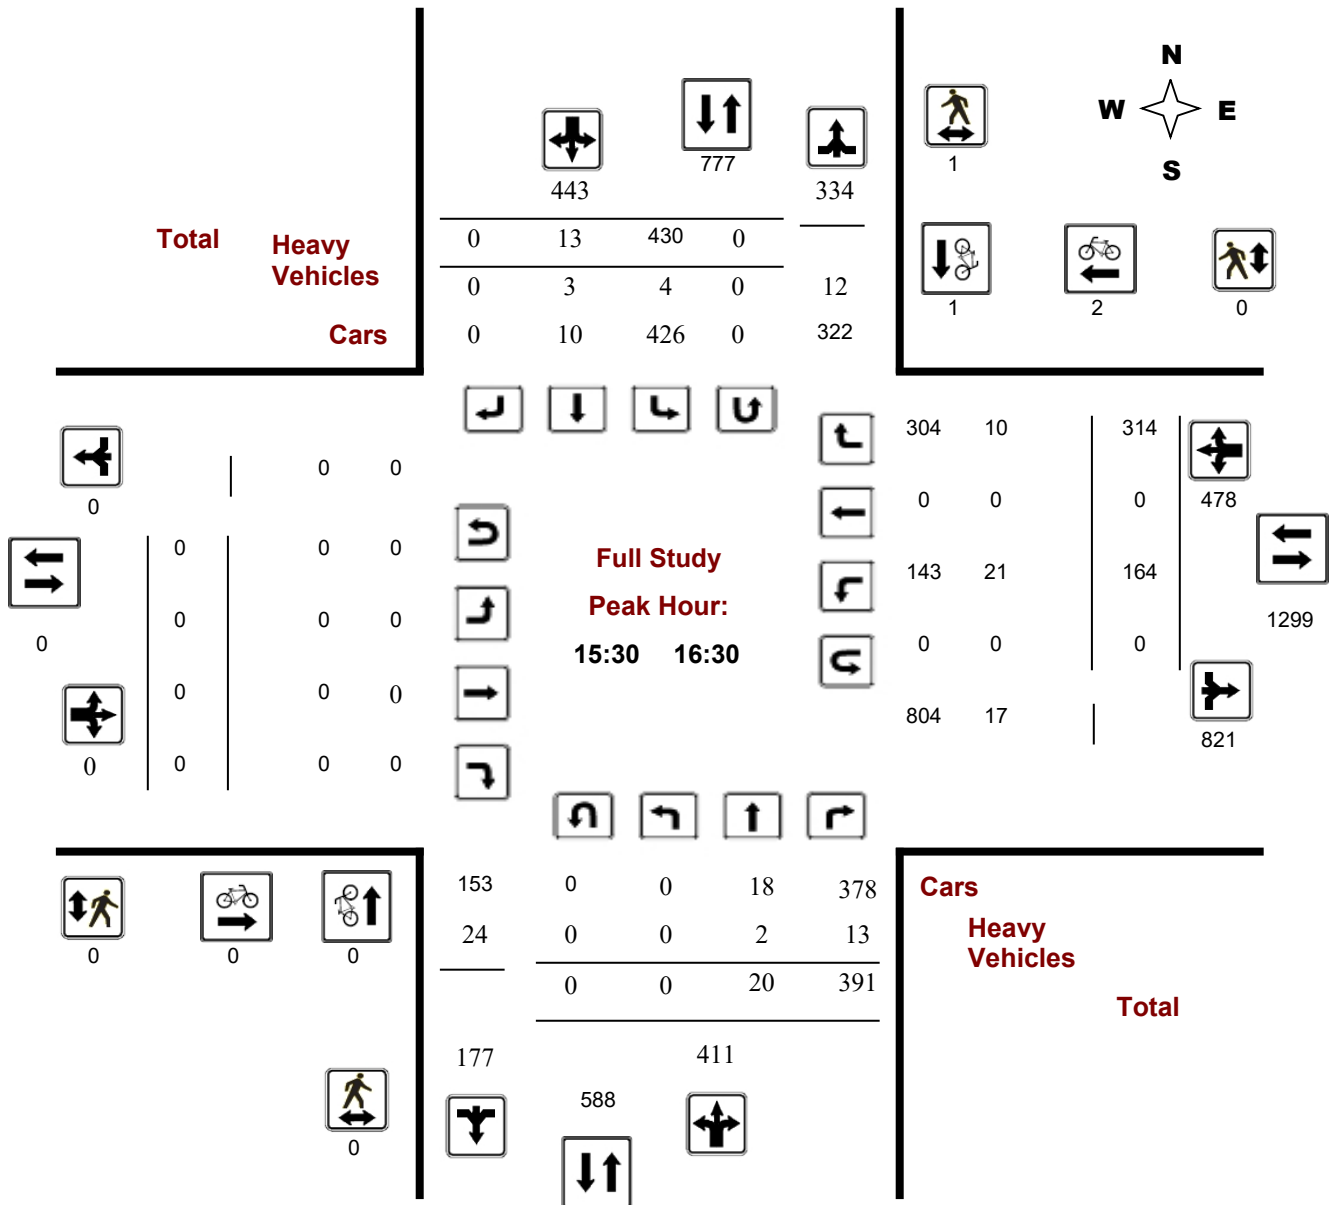 N
W E
S
443
777
334
1
0 13 430 0
0 3 4 0 12
0 10 426 0 322
Total
Heavy
Vehicles
Cars
1 2 0
0
0 0
0 0 0
0
0 0 0
0 0 0
0
0 0 0
Full Study
Peak Hour:
15:30 16:30
304 10 314
478
0 0 0
143 21 164
1299
0 0 0
804 17
821
153 0 0 18 378
24 0 0 2 13
0 0 20 391
177
411
588
0 0 0
0
Cars
Heavy
Vehicles
Total